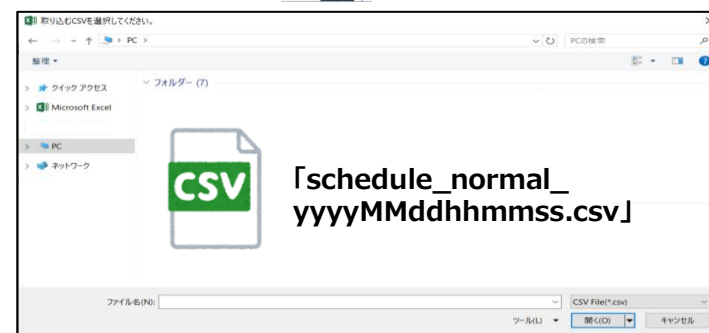 取り込むCSVを選択してください。
PC
PCの検索
整理
クイック アクセス
フォルダー (7)
Microsoft Excel
PC
ネットワーク
CSV
「schedule_normal_
yyyyMMddhhmmss.csv」
ファイル名(N):
CSV File(*.csv)
ツール(L)
開く(O)
キャンセル